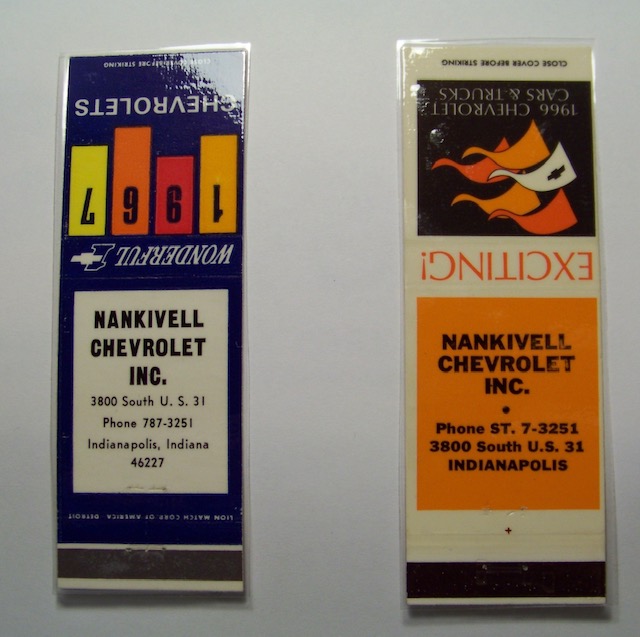 CLOSE COVER BEFORE STRIKING
WONDERFUL
1967
CHEVROLETS
NANKIVELL
CHEVROLET
INC.
3800 South U. S. 31
Phone 787-3251
Indianapolis, Indiana
46227
LION MATCH CORP. OF AMERICA DETROIT
CLOSE COVER BEFORE STRIKING
EXCITING!
1966 CHEVROLET
CARS & TRUCKS
NANKIVELL
CHEVROLET
INC.
•
Phone ST. 7-3251
3800 South U.S. 31
INDIANAPOLIS